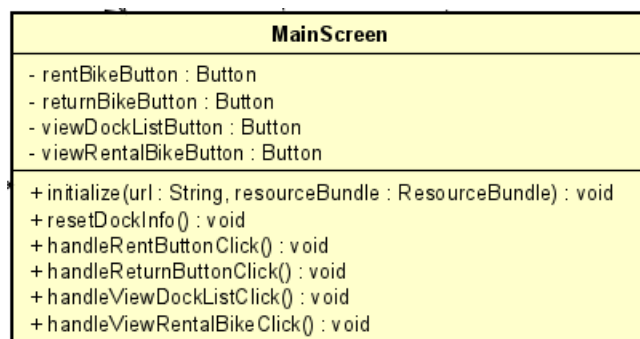 MainScreen
- rentBikeButton : Button
- returnBikeButton : Button
- viewDockListButton : Button
- viewRentalBikeButton : Button
+ initialize(url : String, resourceBundle : ResourceBundle) : void
+ resetDockInfo() : void
+ handleRentButtonClick() : void
+ handleReturnButtonClick() : void
+ handleViewDockListClick() : void
+ handleViewRentalBikeClick() : void